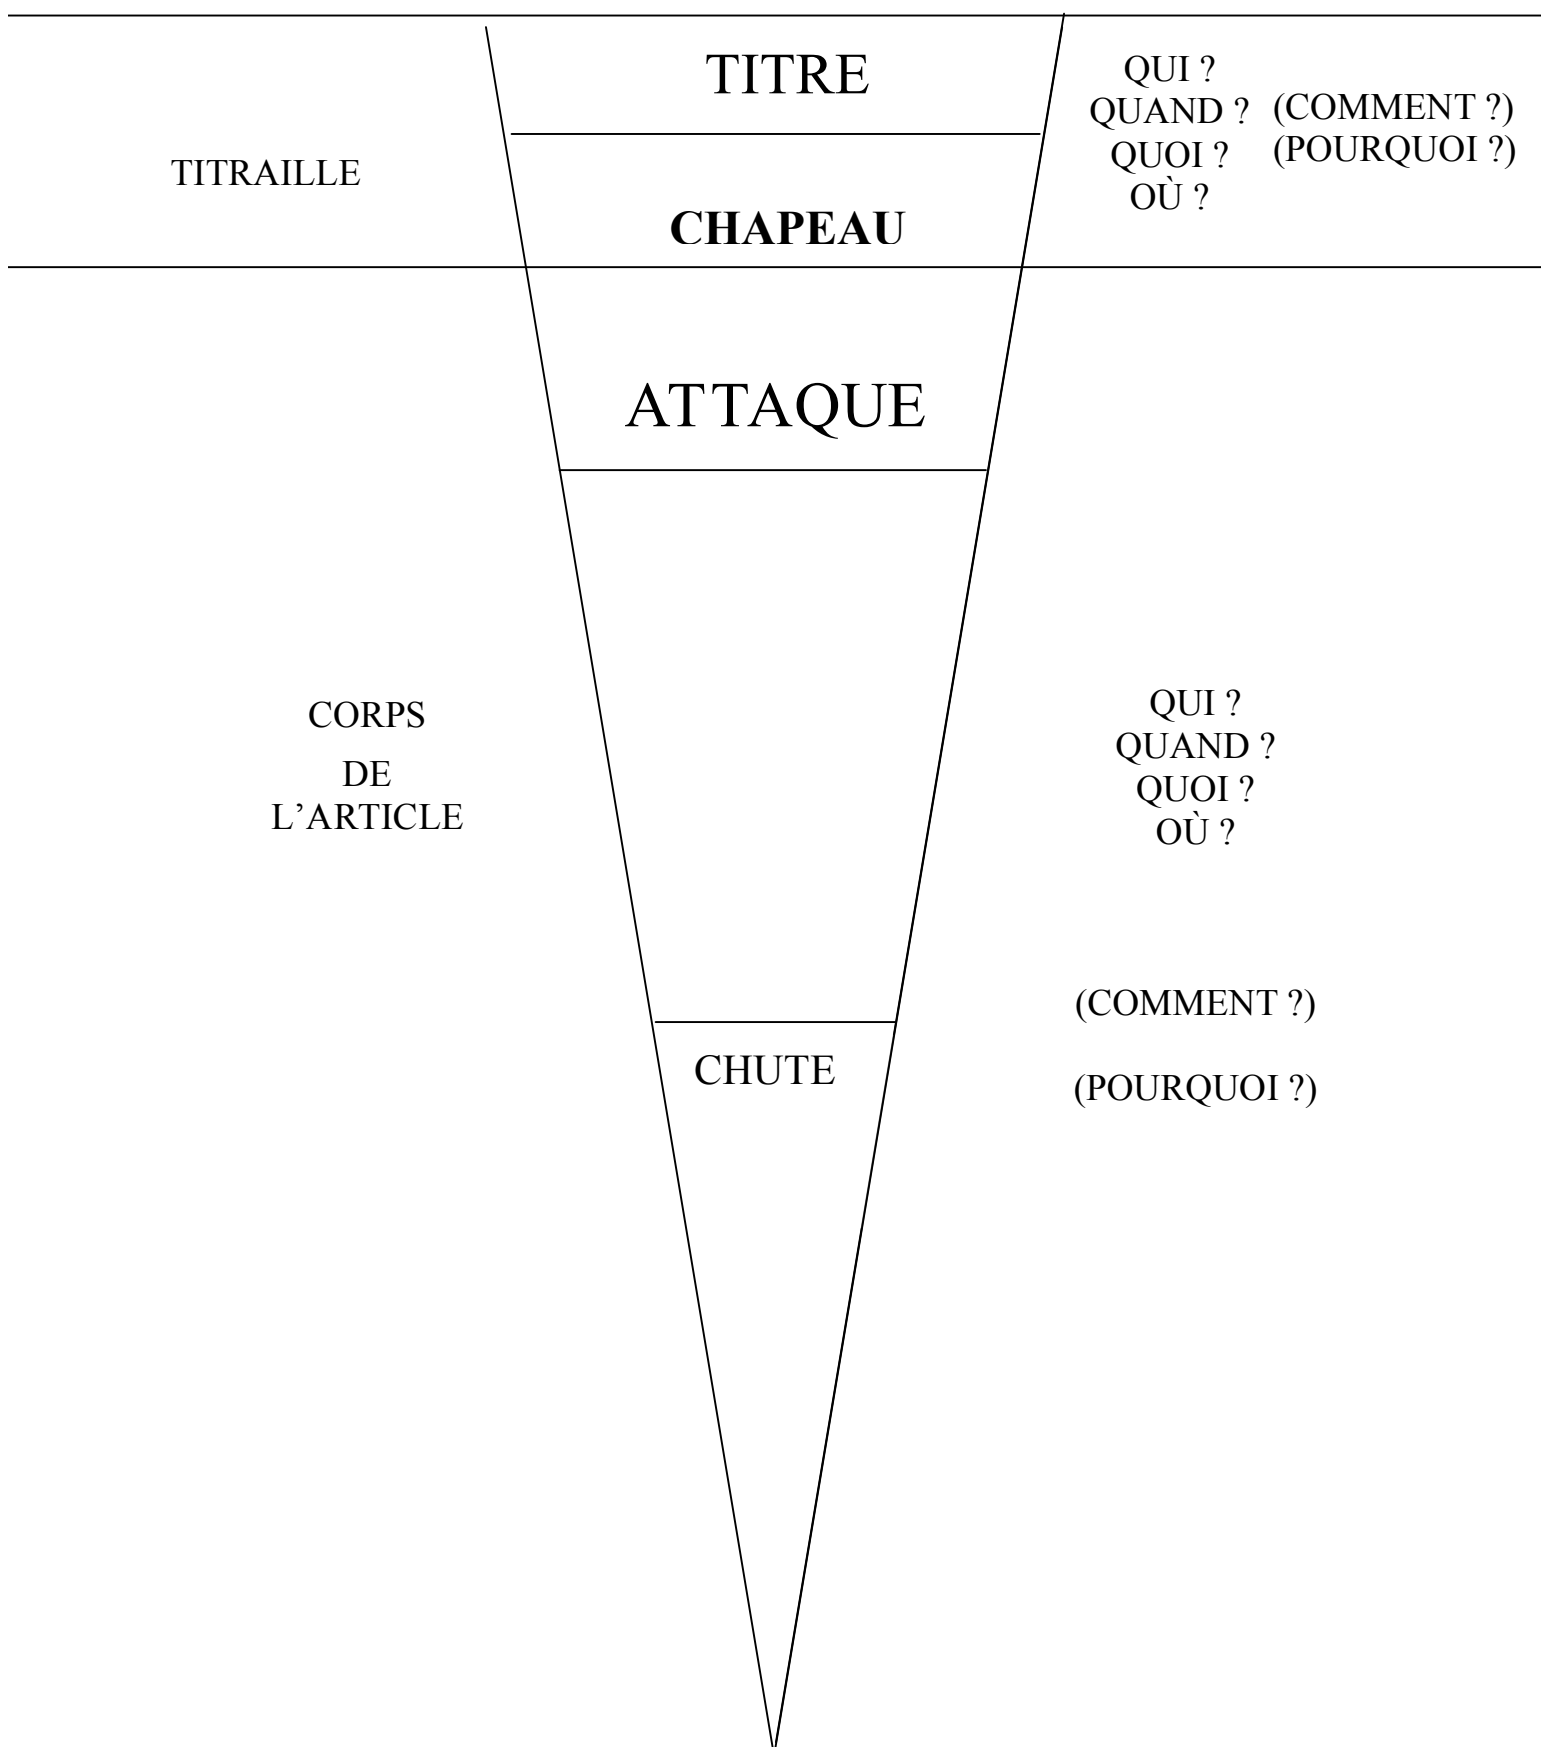 TITRE
QUI ?
QUAND ?
(COMMENT ?)
QUOI ?
(POURQUOI ?)
OÙ ?
TITRAILLE
CHAPEAU
ATTAQUE
CORPS
DE
L’ARTICLE
QUI ?
QUAND ?
QUOI ?
OÙ ?
(COMMENT ?)
CHUTE
(POURQUOI ?)